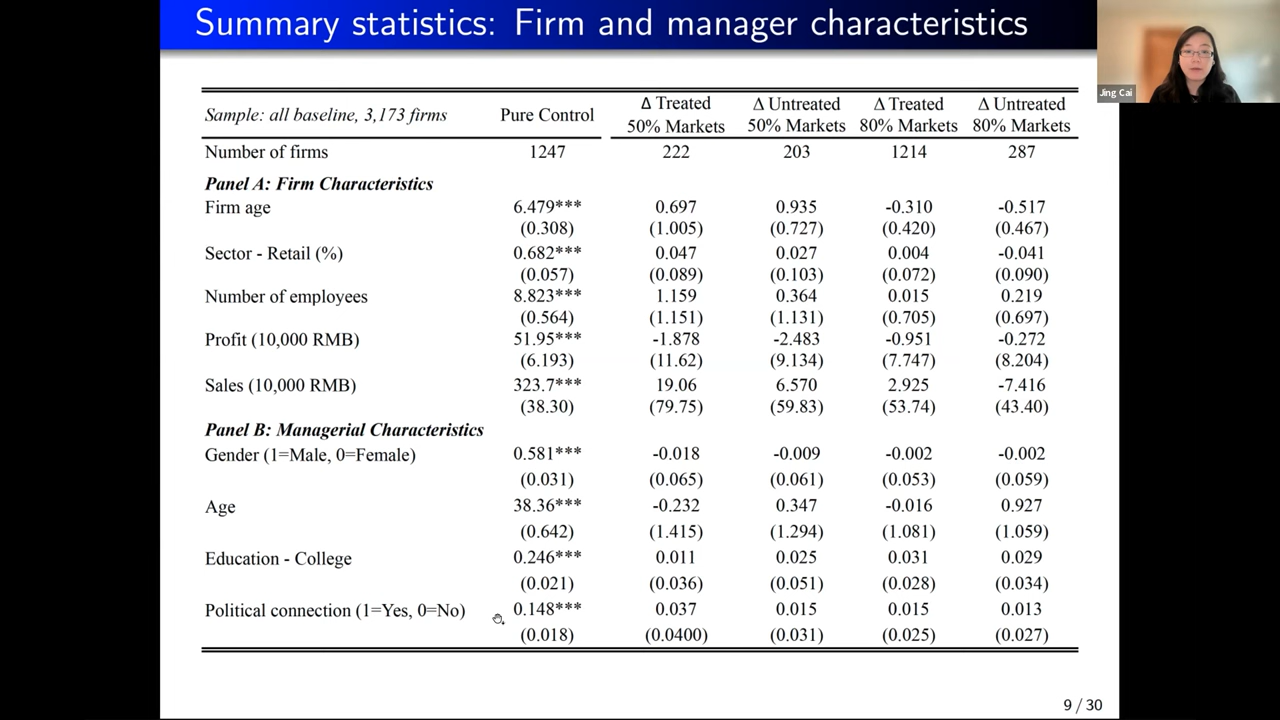 Summary statistics: Firm and manager characteristics
Jing Cai
Sample: all baseline, 3,173 firms Pure Control Δ Treated 50% Markets Δ Untreated 50% Markets Δ Treated 80% Markets Δ Untreated 80% Markets
Number of firms 1247 222 203 1214 287
Panel A: Firm Characteristics
Firm age 6.479*** 0.697 0.935 -0.310 -0.517
(0.308) (1.005) (0.727) (0.420) (0.467)
Sector - Retail (%) 0.682*** 0.047 0.027 0.004 -0.041
(0.057) (0.089) (0.103) (0.072) (0.090)
Number of employees 8.823*** 1.159 0.364 0.015 0.219
(0.564) (1.151) (1.131) (0.705) (0.697)
Profit (10,000 RMB) 51.95*** -1.878 -2.483 -0.951 -0.272
(6.193) (11.62) (9.134) (7.747) (8.204)
Sales (10,000 RMB) 323.7*** 19.06 6.570 2.925 -7.416
(38.30) (79.75) (59.83) (53.74) (43.40)
Panel B: Managerial Characteristics
Gender (1=Male, 0=Female) 0.581*** -0.018 -0.009 -0.002 -0.002
(0.031) (0.065) (0.061) (0.053) (0.059)
Age 38.36*** -0.232 0.347 -0.016 0.927
(0.642) (1.415) (1.294) (1.081) (1.059)
Education - College 0.246*** 0.011 0.025 0.031 0.029
(0.021) (0.036) (0.051) (0.028) (0.034)
Political connection (1=Yes, 0=No) 0.148*** 0.037 0.015 0.015 0.013
(0.018) (0.0400) (0.031) (0.025) (0.027)
9 / 30